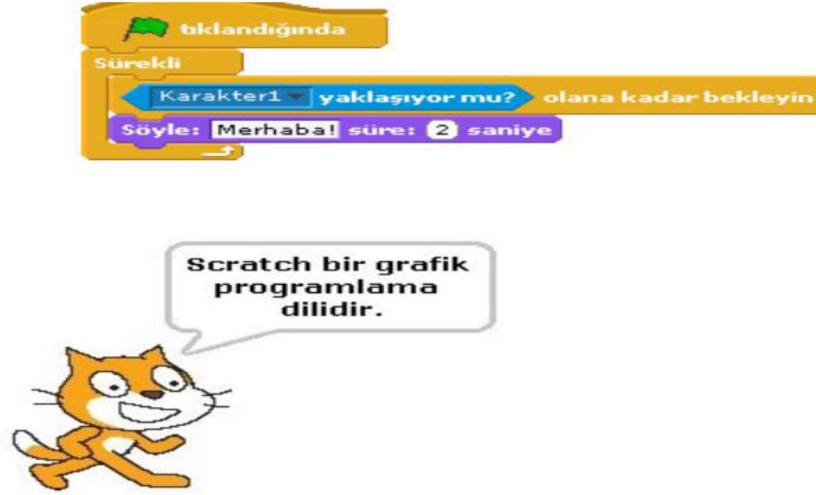 tıklandığında
Sürekli
Karakter1 yaklaşıyor mu? olana kadar bekleyin
Söyle: Merhaba! süre: 2 saniye
Scratch bir grafik
programlama
dilidir.